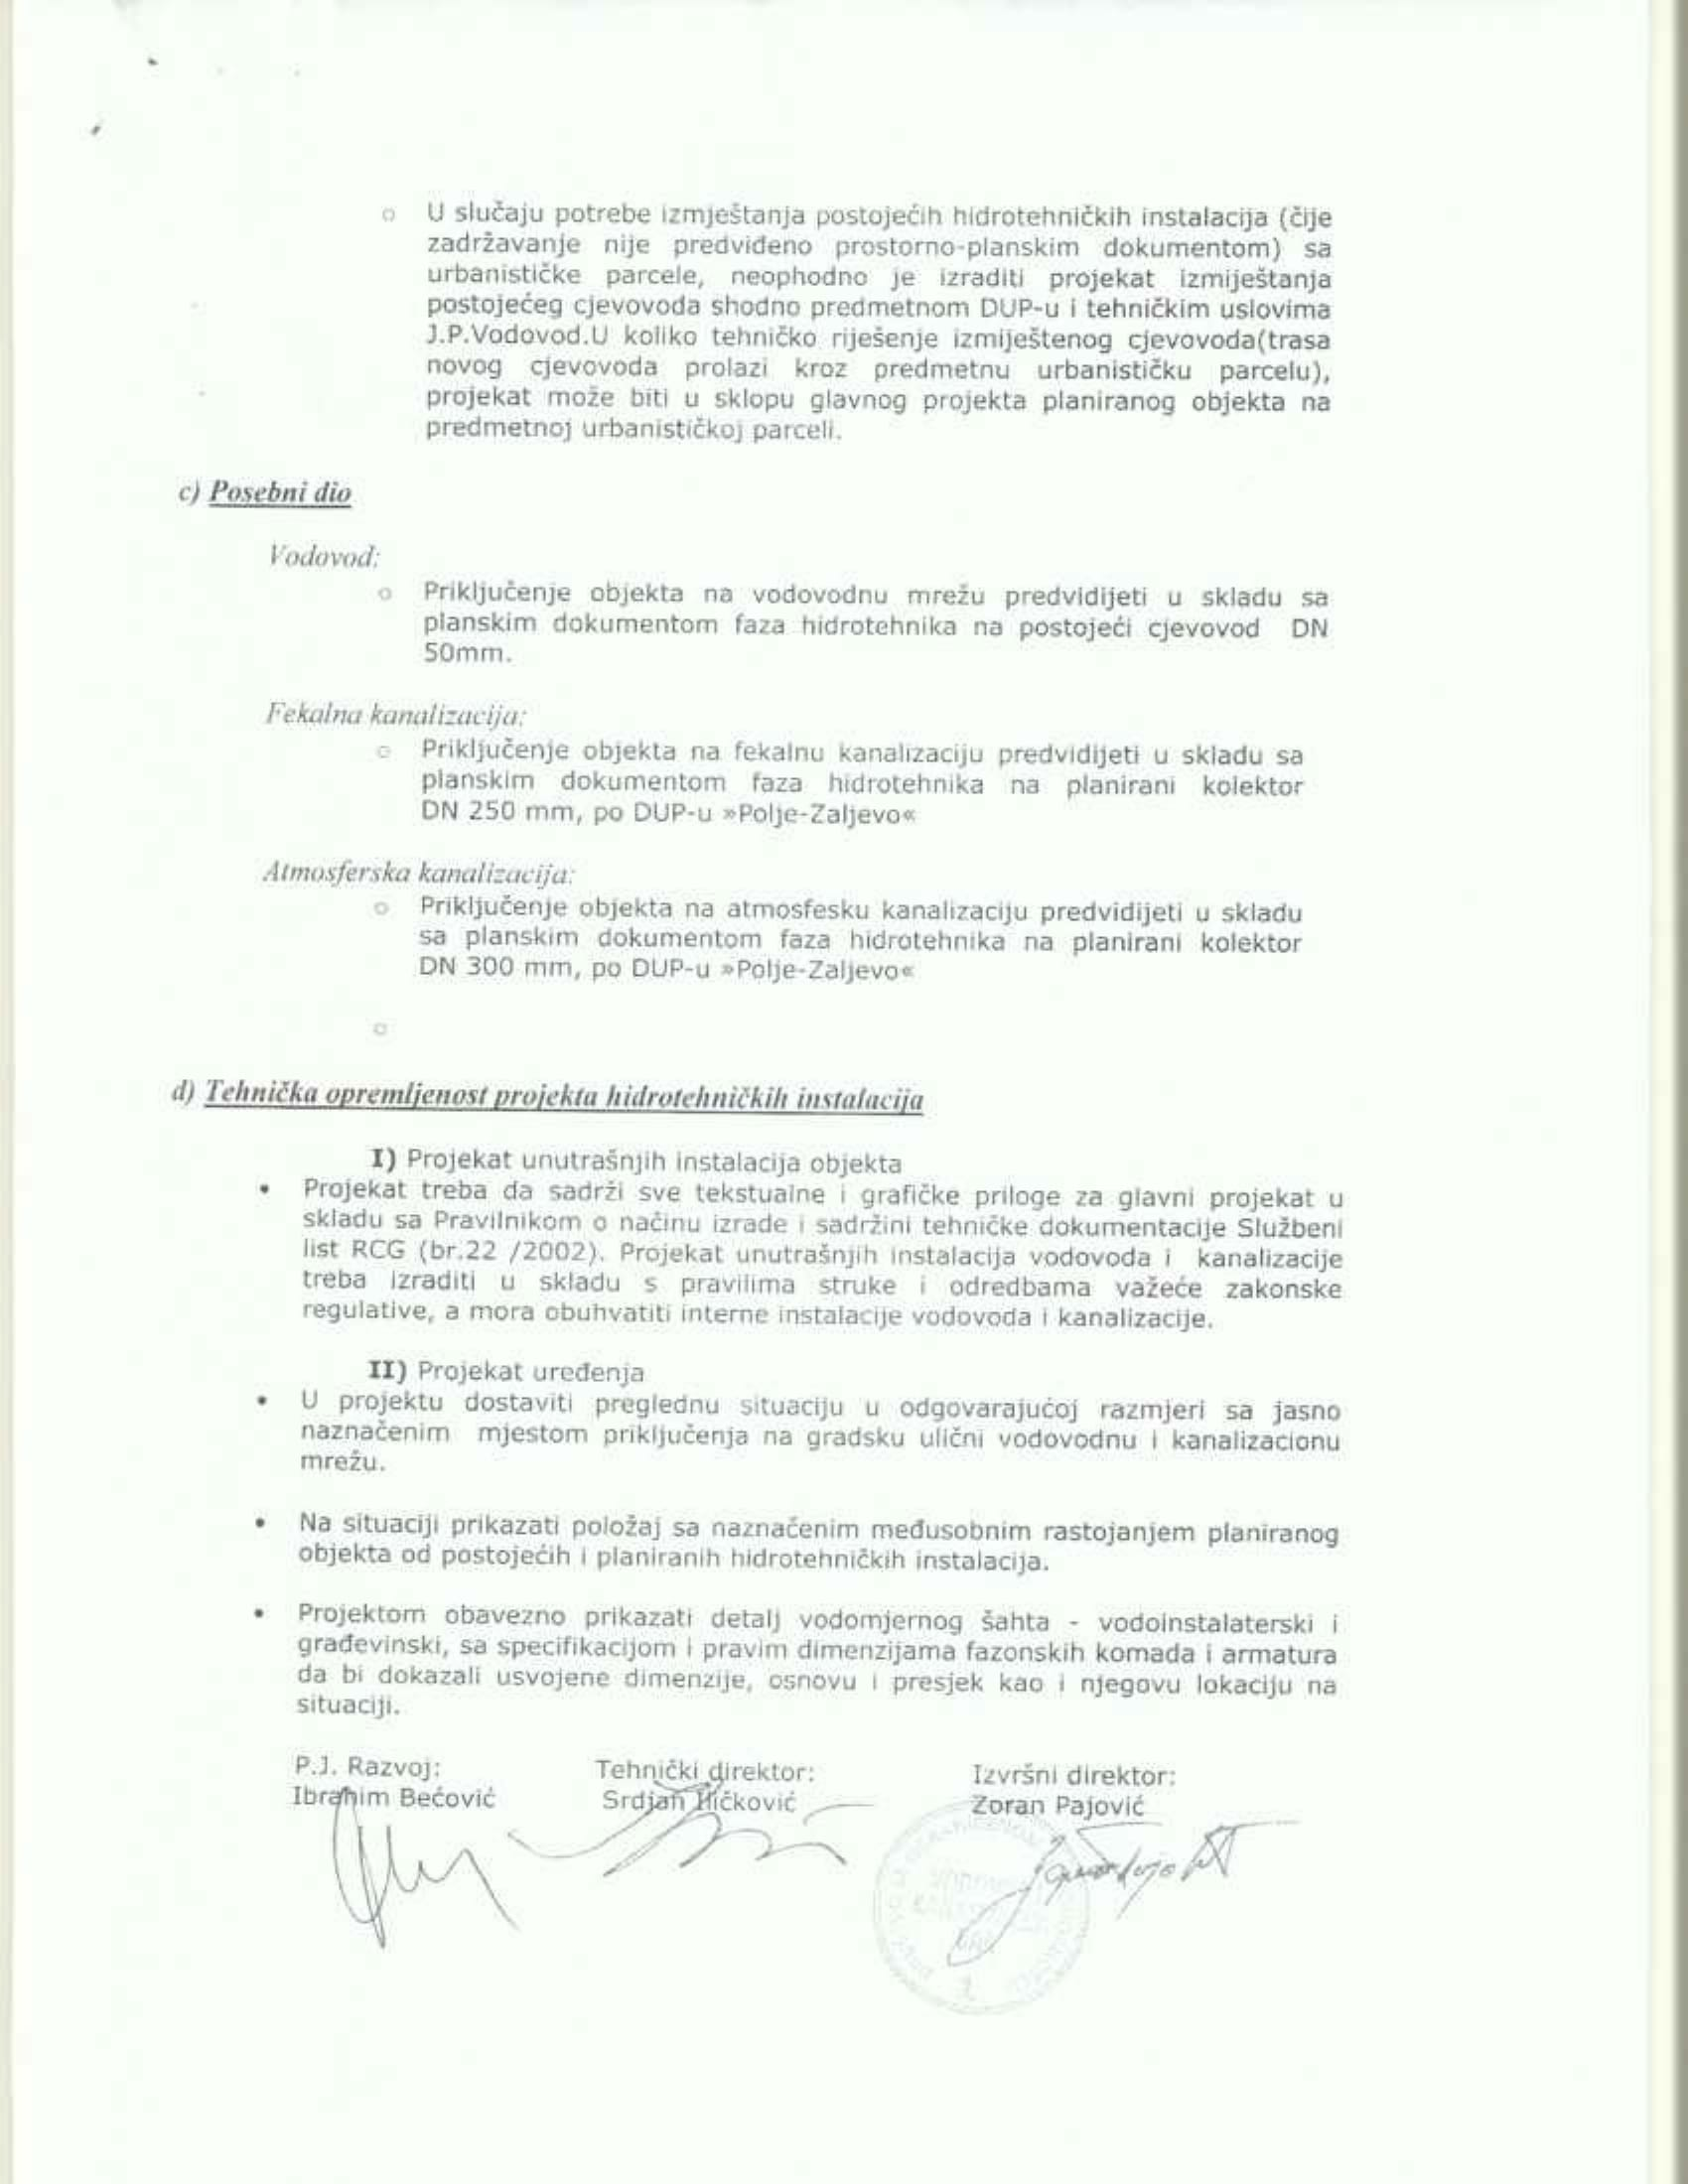 o U slučaju potrebe izmještanja postojećih hidrotehničkih instalacija (čije
zadržavanje nije predviđeno prostorno-planskim dokumentom) sa
urbanističke parcele, neophodno je izraditi projekat izmiještanja
postojećeg cjevovoda shodno predmetnom DUP-u i tehničkim uslovima
J.P.Vodovod.U koliko tehničko riješenje izmiještenog cjevovoda(trasa
novog cjevovoda prolazi kroz predmetnu urbanističku parcelu),
projekat može biti u sklopu glavnog projekta planiranog objekta na
predmetnoj urbanističkoj parceli.
c) Posebni dio
Vodovod:
o Priključenje objekta na vodovodnu mrežu predvidijeti u skladu sa
planskim dokumentom faza hidrotehnika na postojeći cjevovod DN
50mm.
Fekalna kanalizacija:
o Priključenje objekta na fekalnu kanalizaciju predvidijeti u skladu sa
planskim dokumentom faza hidrotehnika na planirani kolektor
DN 250 mm, po DUP-u »Polje-Zaljevo«
Atmosferska kanalizacija:
o Priključenje objekta na atmosfesku kanalizaciju predvidijeti u skladu
sa planskim dokumentom faza hidrotehnika na planirani kolektor
DN 300 mm, po DUP-u »Polje-Zaljevo«
o
d) Tehnička opremljenost projekta hidrotehničkih instalacija
I) Projekat unutrašnjih instalacija objekta
• Projekat treba da sadrži sve tekstualne i grafičke priloge za glavni projekat u
skladu sa Pravilnikom o načinu izrade i sadržini tehničke dokumentacije Službeni
list RCG (br.22 /2002). Projekat unutrašnjih instalacija vodovoda i kanalizacije
treba izraditi u skladu s pravilima struke i odredbama važeće zakonske
regulative, a mora obuhvatiti interne instalacije vodovoda i kanalizacije.
II) Projekat uređenja
• U projektu dostaviti preglednu situaciju u odgovarajućoj razmjeri sa jasno
naznačenim mjestom priključenja na gradsku ulični vodovodnu i kanalizacionu
mrežu.
• Na situaciji prikazati položaj sa naznačenim međusobnim rastojanjem planiranog
objekta od postojećih i planiranih hidrotehničkih instalacija.
• Projektom obavezno prikazati detalj vodomjernog šahta - vodoinstalaterski i
građevinski, sa specifikacijom i pravim dimenzijama fazonskih komada i armatura
da bi dokazali usvojene dimenzije, osnovu i presjek kao i njegovu lokaciju na
situaciji.
P.J. Razvoj: Tehnički direktor: Izvršni direktor:
Ibrahim Bećović Srdjan Iličković Zoran Pajović